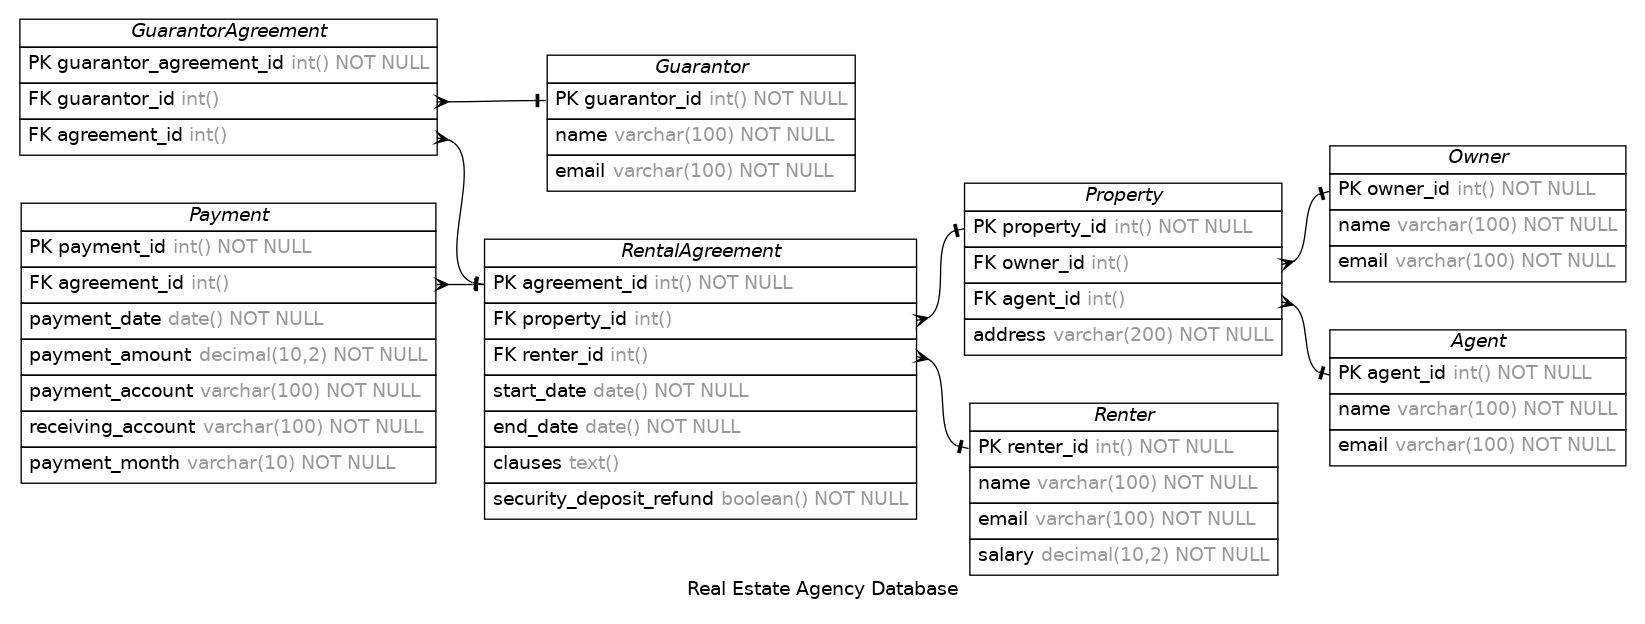 GuarantorAgreement
PK guarantor_agreement_id int() NOT NULL
FK guarantor_id int()
FK agreement_id int()
Guarantor
PK guarantor_id int() NOT NULL
name varchar(100) NOT NULL
email varchar(100) NOT NULL
Payment
PK payment_id int() NOT NULL
FK agreement_id int()
payment_date date() NOT NULL
payment_amount decimal(10,2) NOT NULL
payment_account varchar(100) NOT NULL
receiving_account varchar(100) NOT NULL
payment_month varchar(10) NOT NULL
RentalAgreement
PK agreement_id int() NOT NULL
FK property_id int()
FK renter_id int()
start_date date() NOT NULL
end_date date() NOT NULL
clauses text()
security_deposit_refund boolean() NOT NULL
Property
PK property_id int() NOT NULL
FK owner_id int()
FK agent_id int()
address varchar(200) NOT NULL
Renter
PK renter_id int() NOT NULL
name varchar(100) NOT NULL
email varchar(100) NOT NULL
salary decimal(10,2) NOT NULL
Owner
PK owner_id int() NOT NULL
name varchar(100) NOT NULL
email varchar(100) NOT NULL
Agent
PK agent_id int() NOT NULL
name varchar(100) NOT NULL
email varchar(100) NOT NULL
Real Estate Agency Database